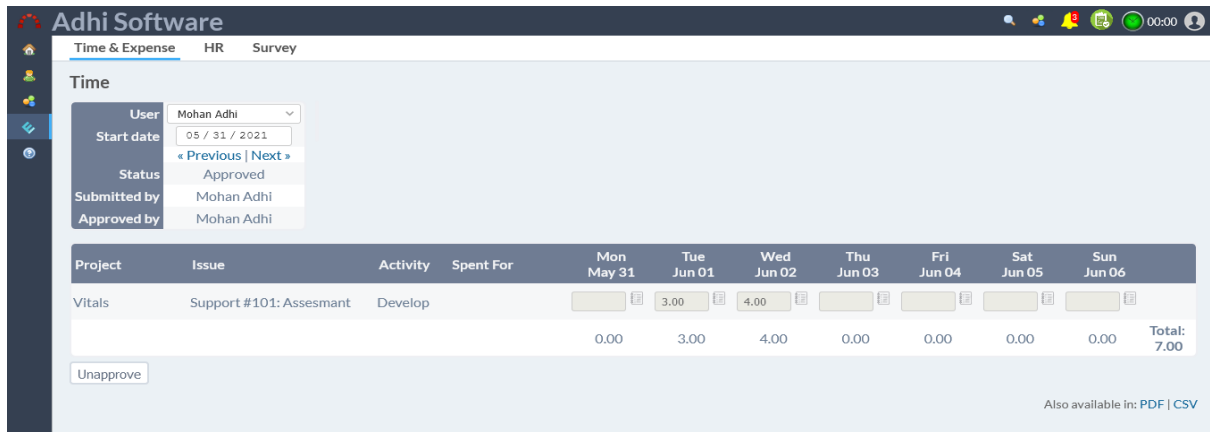 Adhi Software
3
00:00
Time & Expense HR Survey
Time
User Mohan Adhi
Start date 05 / 31 / 2021
« Previous | Next »
Status Approved
Submitted by Mohan Adhi
Approved by Mohan Adhi
Project Issue Activity Spent For Mon May 31 Tue Jun 01 Wed Jun 02 Thu Jun 03 Fri Jun 04 Sat Jun 05 Sun Jun 06
Vitals Support #101: Assesmant Develop 3.00 4.00
0.00 3.00 4.00 0.00 0.00 0.00 0.00 Total: 7.00
Unapprove
Also available in: PDF | CSV